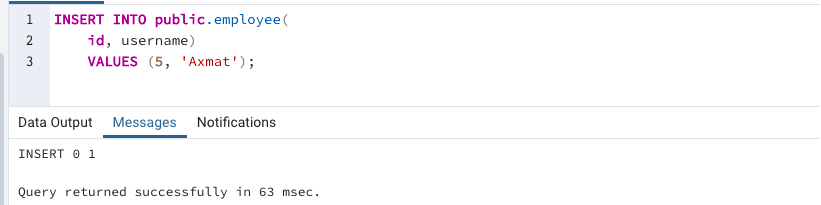 1 INSERT INTO public.employee(
2 id, username)
3 VALUES (5, 'Axmat');
Data Output Messages Notifications
INSERT 0 1
Query returned successfully in 63 msec.